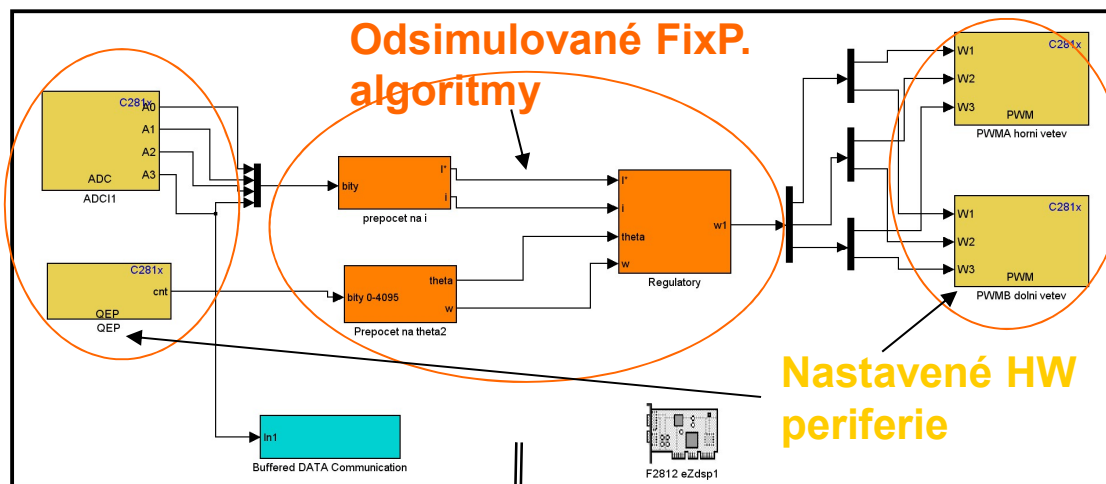 Odsimulované FixP.
algoritmy
C281x
A0
A1
A2
A3
ADC
ADCI1
C281x
cnt
QEP
QEP
bity
I*
i
prepocet na i
bity 0-4095
theta
w
Prepocet na theta2
I*
i
theta
w
w1
Regulatory
C281x
W1
W2
W3
PWM
PWMA horni vetev
C281x
W1
W2
W3
PWM
PWMB dolni vetev
Nastavené HW
periferie
In1
Buffered DATA Communication
F2812 eZdsp1